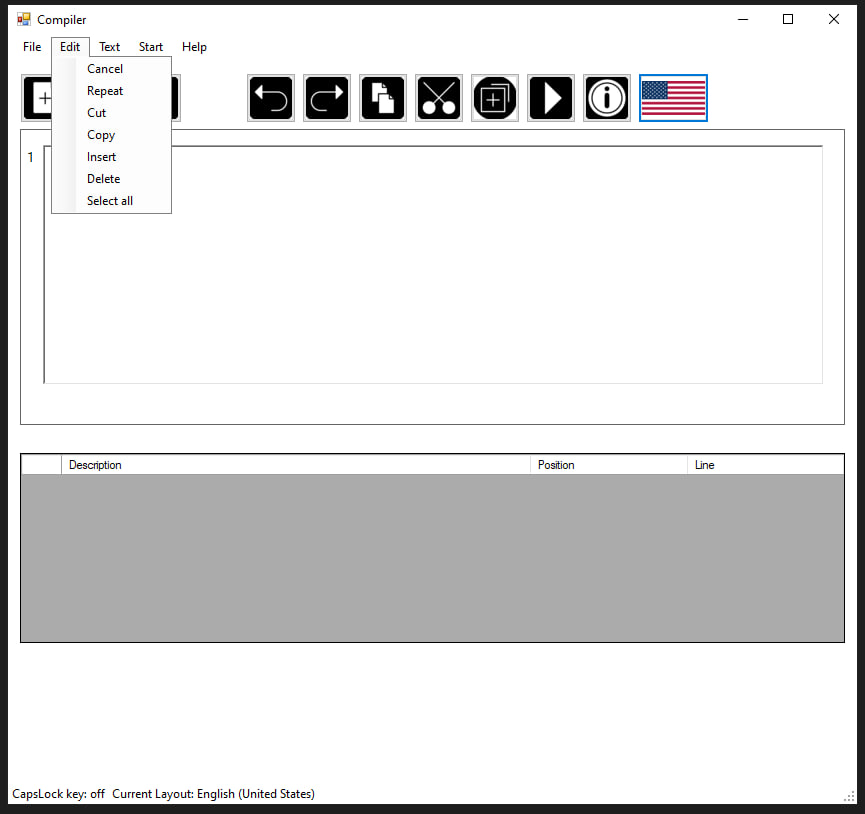 Compiler
File Edit Text Start Help
Cancel
Repeat
Cut
Copy
Insert
Delete
Select all
1
Description Position Line
CapsLock key: off Current Layout: English (United States)